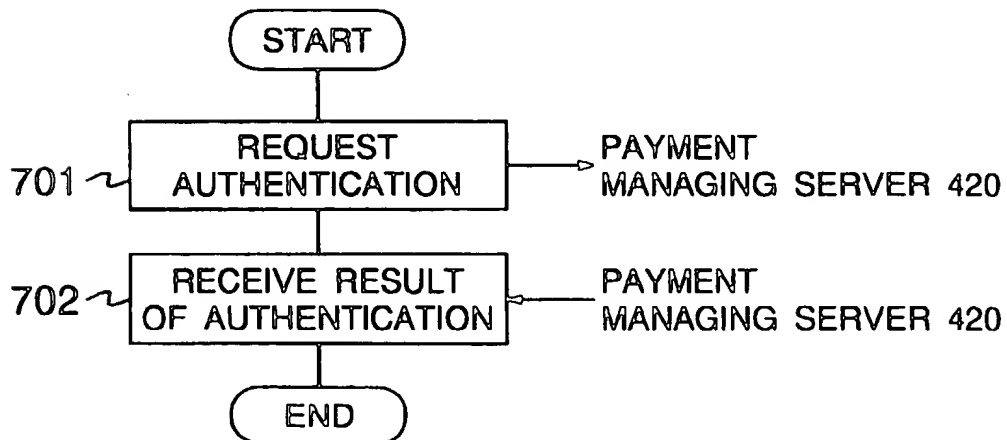 START
REQUEST
AUTHENTICATION
701
PAYMENT
MANAGING SERVER 420
RECEIVE RESULT
OF AUTHENTICATION
702
PAYMENT
MANAGING SERVER 420
END